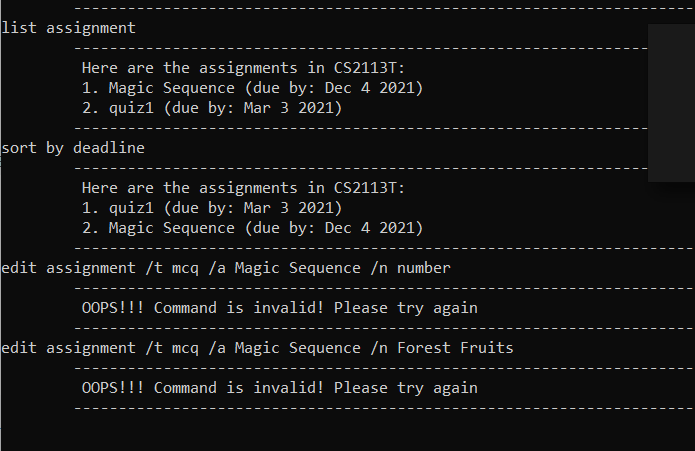 --------------------------------------------------------------------
list assignment
--------------------------------------------------------------------
Here are the assignments in CS2113T:
1. Magic Sequence (due by: Dec 4 2021)
2. quiz1 (due by: Mar 3 2021)
--------------------------------------------------------------------
sort by deadline
--------------------------------------------------------------------
Here are the assignments in CS2113T:
1. quiz1 (due by: Mar 3 2021)
2. Magic Sequence (due by: Dec 4 2021)
--------------------------------------------------------------------
edit assignment /t mcq /a Magic Sequence /n number
--------------------------------------------------------------------
OOPS!!! Command is invalid! Please try again
--------------------------------------------------------------------
edit assignment /t mcq /a Magic Sequence /n Forest Fruits
--------------------------------------------------------------------
OOPS!!! Command is invalid! Please try again
--------------------------------------------------------------------